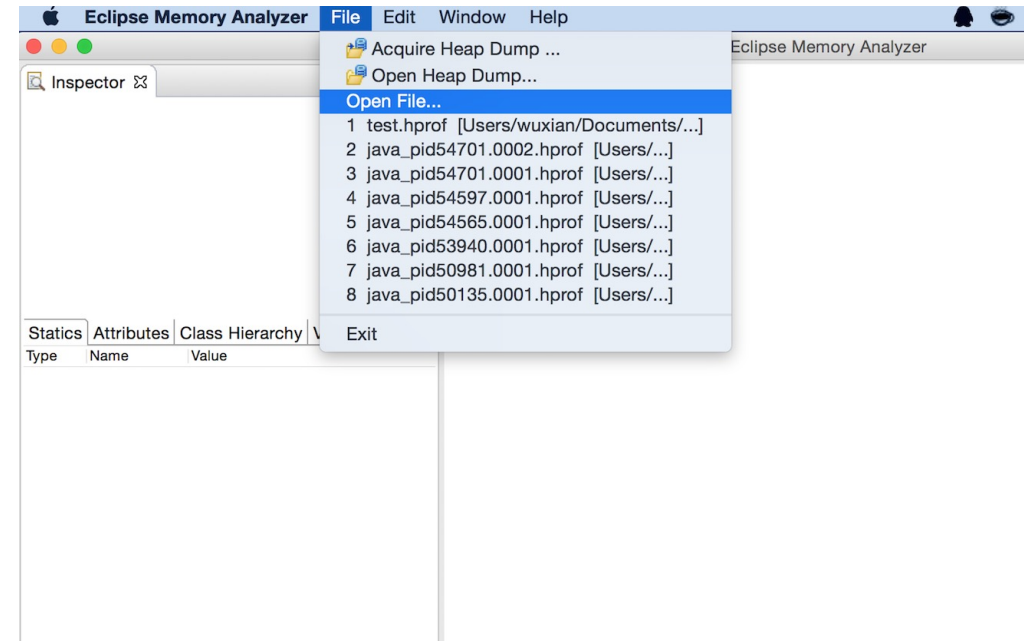 Eclipse Memory Analyzer File Edit Window Help
Eclipse Memory Analyzer
Inspector
Acquire Heap Dump ...
Open Heap Dump...
Open File...
1 test.hprof [Users/wuxian/Documents/...]
2 java_pid54701.0002.hprof [Users/...]
3 java_pid54701.0001.hprof [Users/...]
4 java_pid54597.0001.hprof [Users/...]
5 java_pid54565.0001.hprof [Users/...]
6 java_pid53940.0001.hprof [Users/...]
7 java_pid50981.0001.hprof [Users/...]
8 java_pid50135.0001.hprof [Users/...]
Exit
Statics Attributes Class Hierarchy
Type Name Value